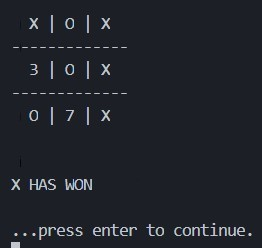 X | O | X
-------------
3 | O | X
-------------
O | 7 | X
X HAS WON
...press enter to continue.